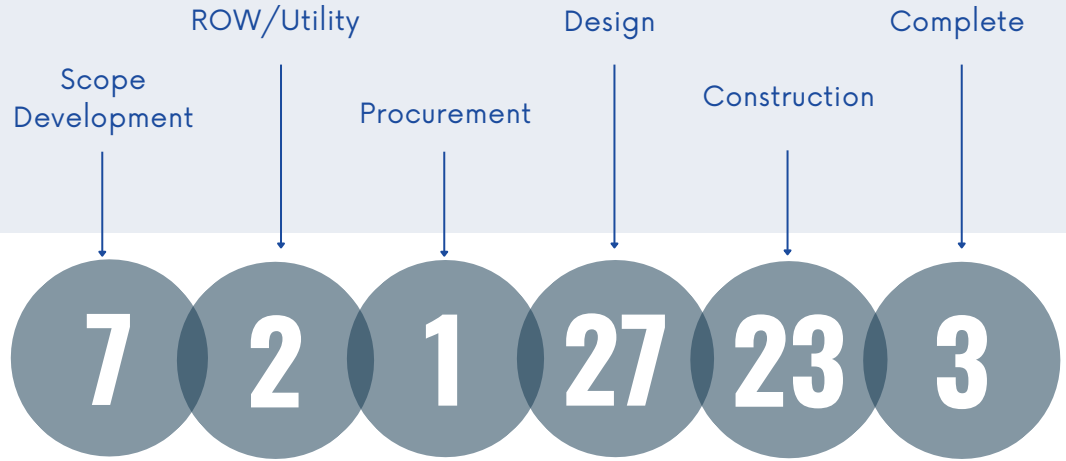 ROW/Utility
Design
Complete
Scope
Development
Construction
Procurement
7
2
1
27
23
3